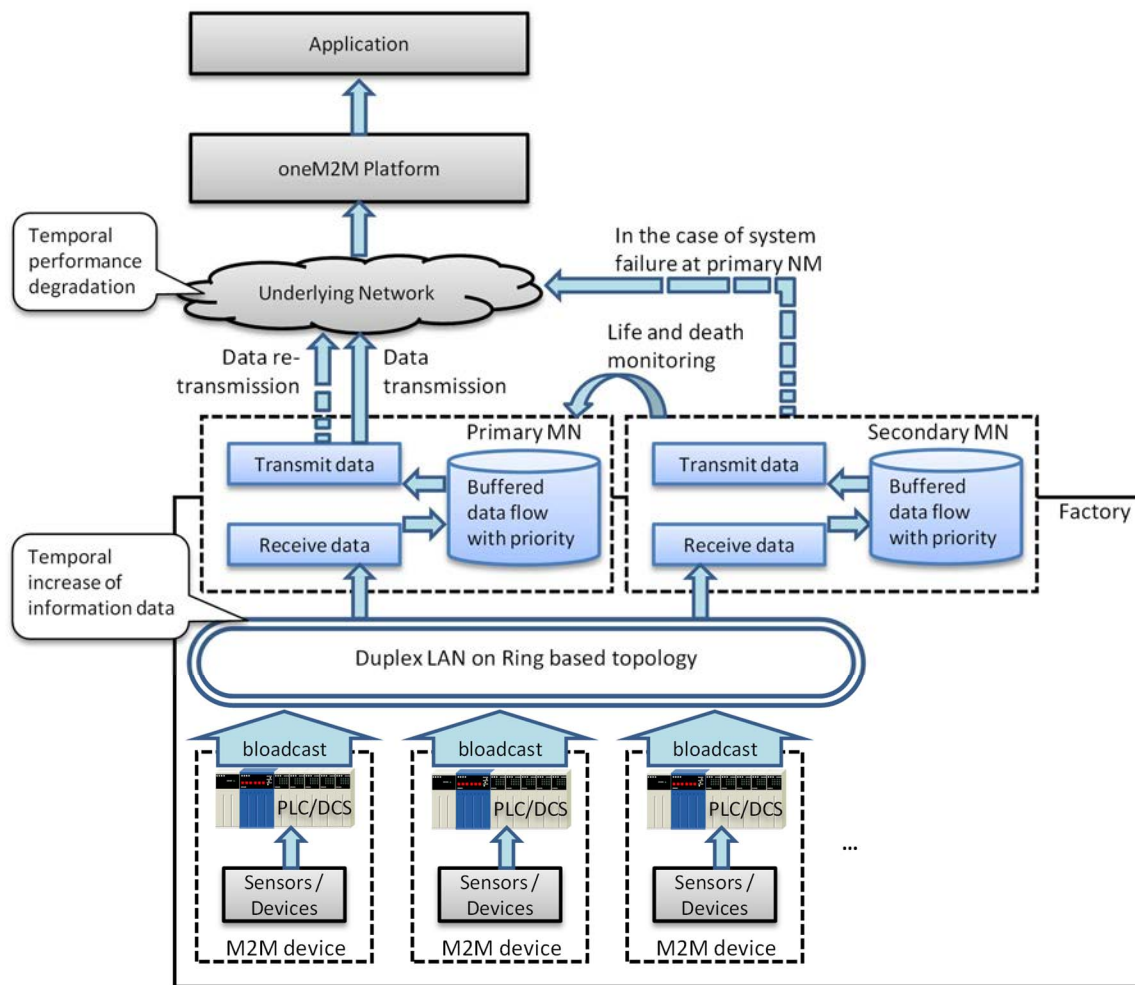 Application
oneM2M Platform
Temporal
performance
degradation
In the case of system
failure at primary NM
Underlying Network
Life and death
monitoring
Data re-
transmission
Data
transmission
Primary MN
Transmit data
Buffered
data flow
with priority
Receive data
Secondary MN
Transmit data
Buffered
data flow
with priority
Receive data
Factory
Temporal
increase of
information data
Duplex LAN on Ring based topology
bloadcast
bloadcast
bloadcast
PLC/DCS
PLC/DCS
PLC/DCS
...
Sensors /
Devices
Sensors /
Devices
Sensors /
Devices
M2M device
M2M device
M2M device